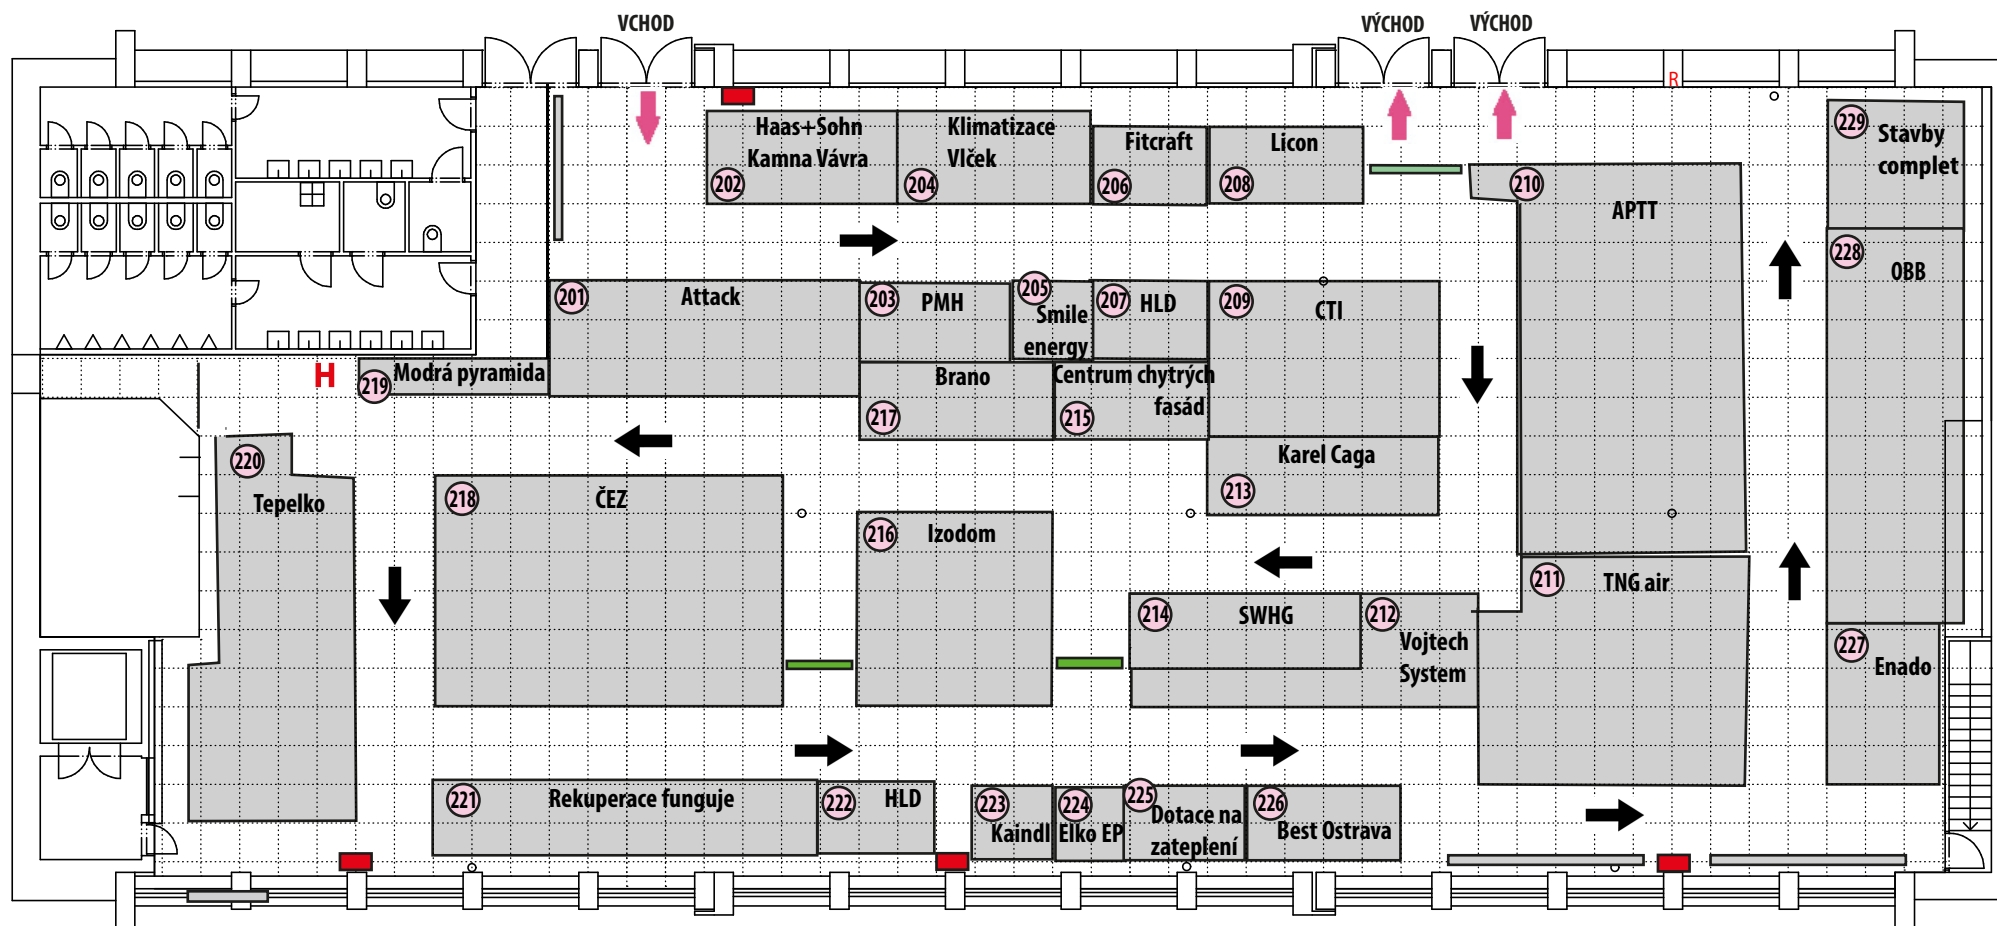 VCHOD
VÝCHOD
VÝCHOD
R
Haas+Sohn
Kamna Vávra
202
Klimatizace
Vlček
204
Fitcraft
206
Licon
208
210
APTT
229
Stavby
complet
228
OBB
201
Attack
203
PMH
205
Smile
energy
207
HLD
209
CTI
H
219
Modrá pyramida
Brano
217
Centrum chytrých
fasád
215
Karel Caga
213
220
Tepelko
218
ČEZ
216
Izodom
211
TNG air
214
SWHG
212
Vojtech
System
227
Enado
221
Rekuperace funguje
222
HLD
223
Kaindl
224
Elko EP
225
Dotace na
zateplení
226
Best Ostrava